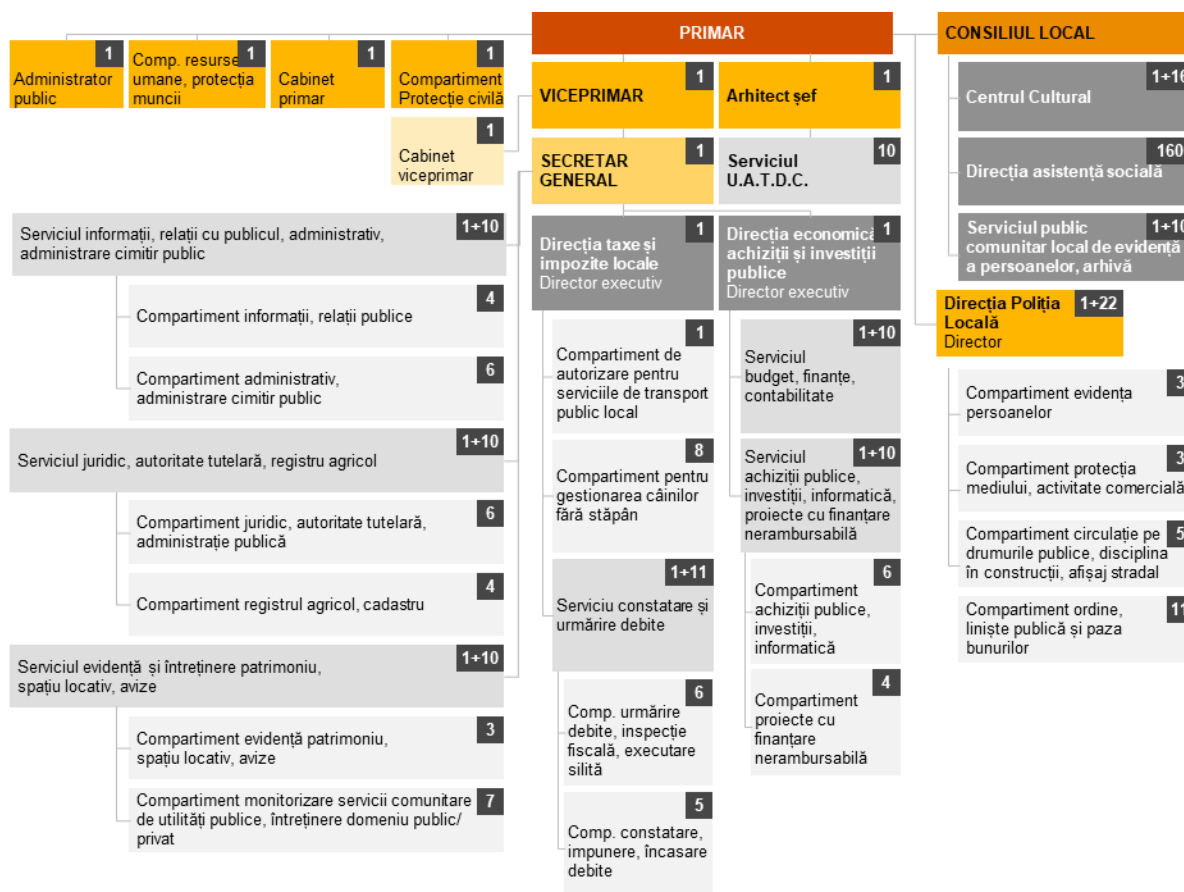 PRIMAR
CONSILIUL LOCAL
1
Administrator
public
1
Comp. resurse
umane, protecția
muncii
1
Cabinet
primar
1
Compartiment
Protecție civilă
1
VICEPRIMAR
1
Arhitect șef
1
Cabinet
viceprimar
1
SECRETAR
GENERAL
10
Serviciul
U.A.T.D.C.
1+16
Centrul Cultural
160
Direcția asistență socială
1+10
Serviciul public
comunitar local de evidență
a persoanelor, arhivă
1+10
Serviciul informații, relații cu publicul, administrativ,
administrare cimitir public
4
Compartiment informații, relații publice
6
Compartiment administrativ,
administrare cimitir public
1+10
Serviciul juridic, autoritate tutelară, registru agricol
6
Compartiment juridic, autoritate tutelară,
administrație publică
4
Compartiment registrul agricol, cadastru
1+10
Serviciul evidență și întreținere patrimoniu,
spațiu locativ, avize
3
Compartiment evidență patrimoniu,
spațiu locativ, avize
7
Compartiment monitorizare servicii comunitare
de utilități publice, întreținere domeniu public/
privat
1
Direcția taxe și
impozite locale
Director executiv
1
Compartiment de
autorizare pentru
serviciile de transport
public local
8
Compartiment pentru
gestionarea câinilor
fără stăpân
1+11
Serviciu constatare și
urmărire debite
6
Comp. urmărire
debite, inspecție
fiscală, executare
silită
5
Comp. constatare,
impunere, încasare
debite
1
Direcția economică
achiziții și investiții
publice
Director executiv
1+10
Serviciul
budget, finanțe,
contabilitate
1+10
Serviciul
achiziții publice,
investiții, informatică,
proiecte cu finanțare
nerambursabilă
6
Compartiment
achiziții publice,
investiții,
informatică
4
Compartiment
proiecte cu
finanțare
nerambursabilă
1+22
Direcția Poliția
Locală
Director
3
Compartiment evidența
persoanelor
3
Compartiment protecția
mediului, activitate comercială
5
Compartiment circulație pe
drumurile publice, disciplina
în construcții, afișaj stradal
11
Compartiment ordine,
liniște publică și paza
bunurilor